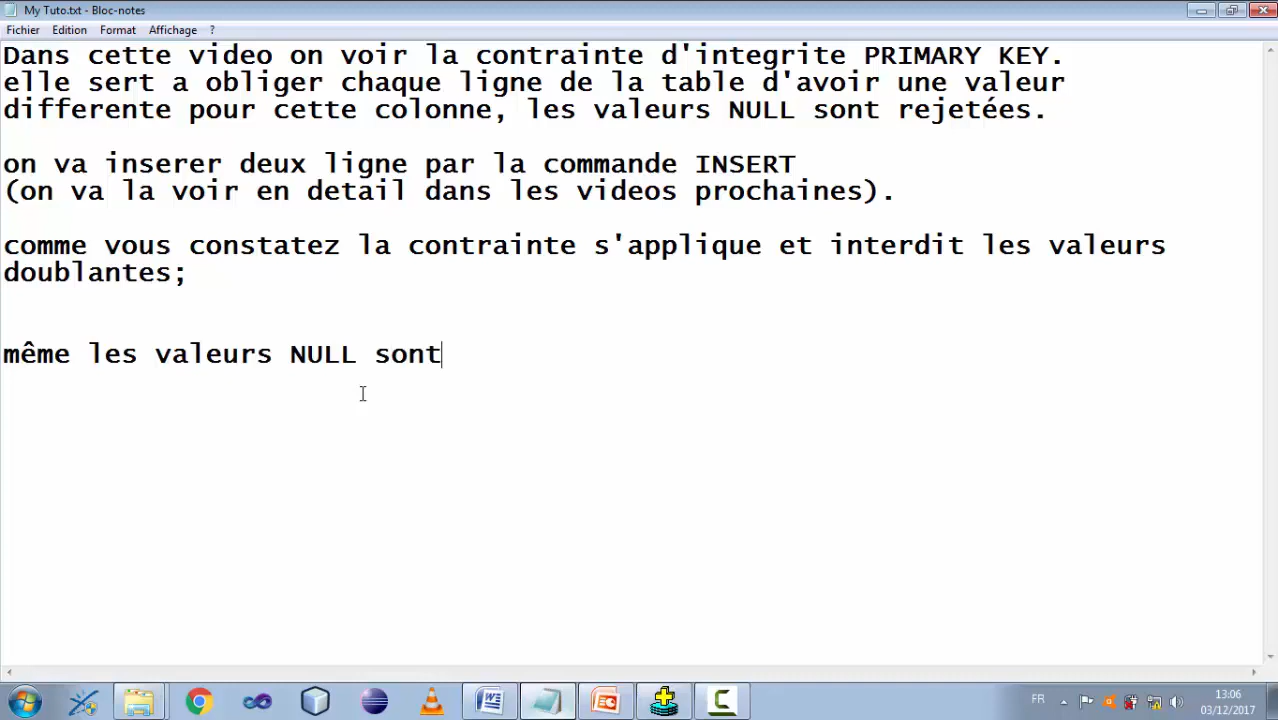 My Tuto.txt - Bloc-notes
Fichier Edition Format Affichage ?
Dans cette video on voir la contrainte d'integrite PRIMARY KEY.
elle sert a obliger chaque ligne de la table d'avoir une valeur
differente pour cette colonne, les valeurs NULL sont rejetées.
on va inserer deux ligne par la commande INSERT
(on va la voir en detail dans les videos prochaines).
comme vous constatez la contrainte s'applique et interdit les valeurs
doublantes;
même les valeurs NULL sont
FR
13:06
03/12/2017